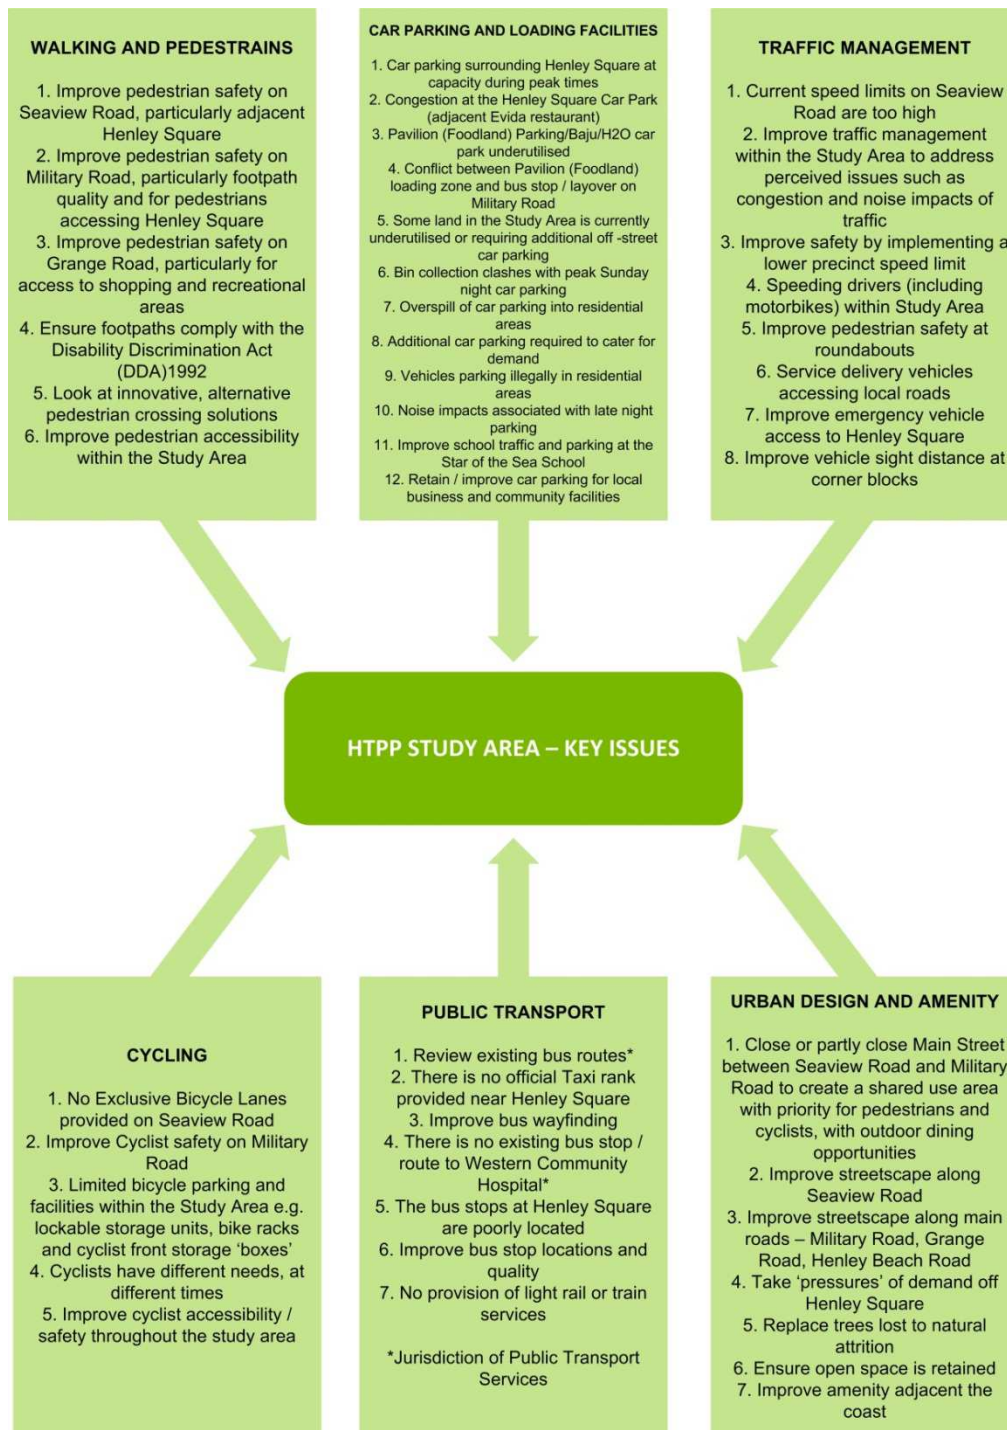 WALKING AND PEDESTRAINS
1. Improve pedestrian safety on
Seaview Road, particularly adjacent
Henley Square
2. Improve pedestrian safety on
Military Road, particularly footpath
quality and for pedestrians
accessing Henley Square
3. Improve pedestrian safety on
Grange Road, particularly for
access to shopping and recreational
areas
4. Ensure footpaths comply with the
Disability Discrimination Act
(DDA)1992
5. Look at innovative, alternative
pedestrian crossing solutions
6. Improve pedestrian accessibility
within the Study Area
CAR PARKING AND LOADING FACILITIES
1. Car parking surrounding Henley Square at
capacity during peak times
2. Congestion at the Henley Square Car Park
(adjacent Evida restaurant)
3. Pavilion (Foodland) Parking/Baju/H2O car
park underutilised
4. Conflict between Pavilion (Foodland)
loading zone and bus stop / layover on
Military Road
5. Some land in the Study Area is currently
underutilised or requiring additional off -street
car parking
6. Bin collection clashes with peak Sunday
night car parking
7. Overspill of car parking into residential
areas
8. Additional car parking required to cater for
demand
9. Vehicles parking illegally in residential
areas
10. Noise impacts associated with late night
parking
11. Improve school traffic and parking at the
Star of the Sea School
12. Retain / improve car parking for local
business and community facilities
TRAFFIC MANAGEMENT
1. Current speed limits on Seaview
Road are too high
2. Improve traffic management
within the Study Area to address
perceived issues such as
congestion and noise impacts of
traffic
3. Improve safety by implementing a
lower precinct speed limit
4. Speeding drivers (including
motorbikes) within Study Area
5. Improve pedestrian safety at
roundabouts
6. Service delivery vehicles
accessing local roads
7. Improve emergency vehicle
access to Henley Square
8. Improve vehicle sight distance at
corner blocks
HTPP STUDY AREA – KEY ISSUES
CYCLING
1. No Exclusive Bicycle Lanes
provided on Seaview Road
2. Improve Cyclist safety on Military
Road
3. Limited bicycle parking and
facilities within the Study Area e.g.
lockable storage units, bike racks
and cyclist front storage ‘boxes’
4. Cyclists have different needs, at
different times
5. Improve cyclist accessibility /
safety throughout the study area
PUBLIC TRANSPORT
1. Review existing bus routes*
2. There is no official Taxi rank
provided near Henley Square
3. Improve bus wayfinding
4. There is no existing bus stop /
route to Western Community
Hospital*
5. The bus stops at Henley Square
are poorly located
6. Improve bus stop locations and
quality
7. No provision of light rail or train
services
*Jurisdiction of Public Transport
Services
URBAN DESIGN AND AMENITY
1. Close or partly close Main Street
between Seaview Road and Military
Road to create a shared use area
with priority for pedestrians and
cyclists, with outdoor dining
opportunities
2. Improve streetscape along
Seaview Road
3. Improve streetscape along main
roads – Military Road, Grange
Road, Henley Beach Road
4. Take ‘pressures’ of demand off
Henley Square
5. Replace trees lost to natural
attrition
6. Ensure open space is retained
7. Improve amenity adjacent the
coast